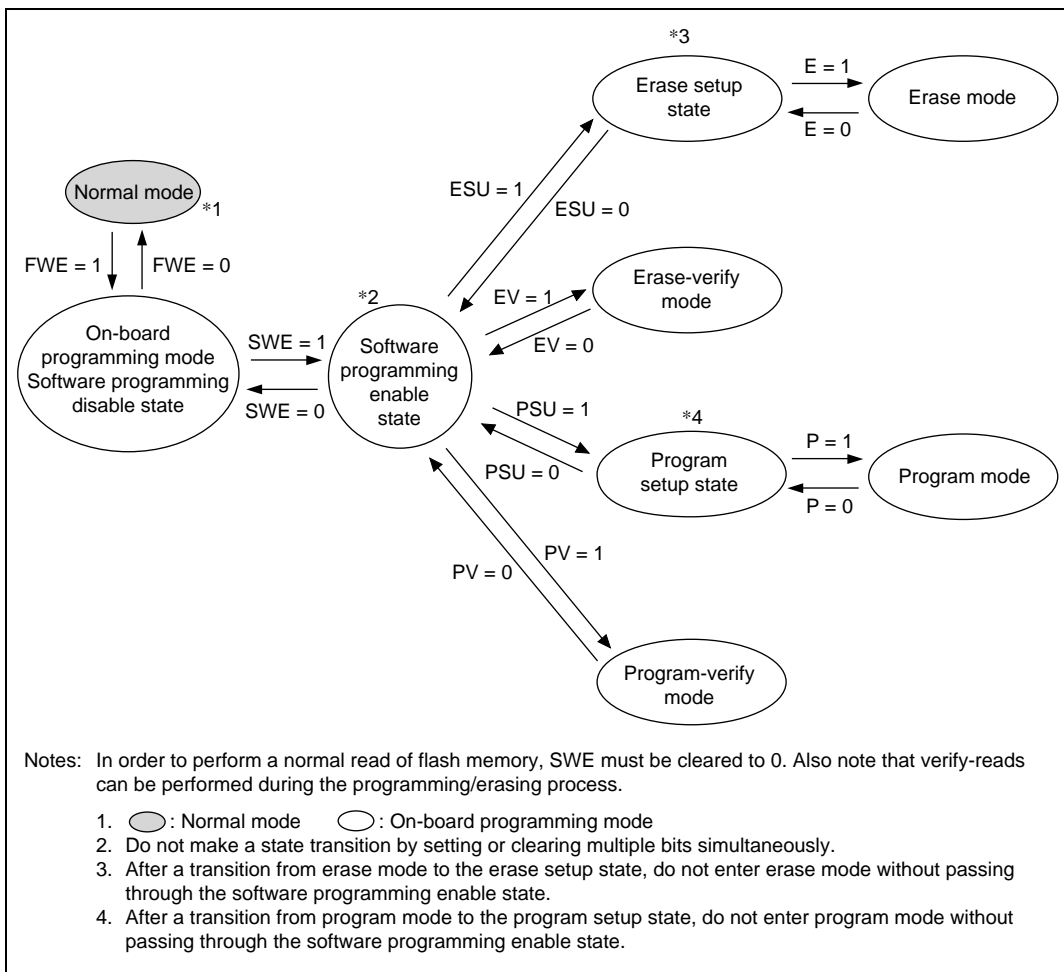 *3
Erase setup
state
E = 1
E = 0
Erase mode
Normal mode
*1
ESU = 1
ESU = 0
FWE = 1
FWE = 0
Erase-verify
mode
*2
EV = 1
EV = 0
On-board
programming mode
Software programming
disable state
SWE = 1
SWE = 0
Software
programming
enable
state
PSU = 1
PSU = 0
*4
Program
setup state
P = 1
P = 0
Program mode
PV = 1
PV = 0
Program-verify
mode
Notes: In order to perform a normal read of flash memory, SWE must be cleared to 0. Also note that verify-reads
can be performed during the programming/erasing process.
1. : Normal mode : On-board programming mode
2. Do not make a state transition by setting or clearing multiple bits simultaneously.
3. After a transition from erase mode to the erase setup state, do not enter erase mode without passing
through the software programming enable state.
4. After a transition from program mode to the program setup state, do not enter program mode without
passing through the software programming enable state.